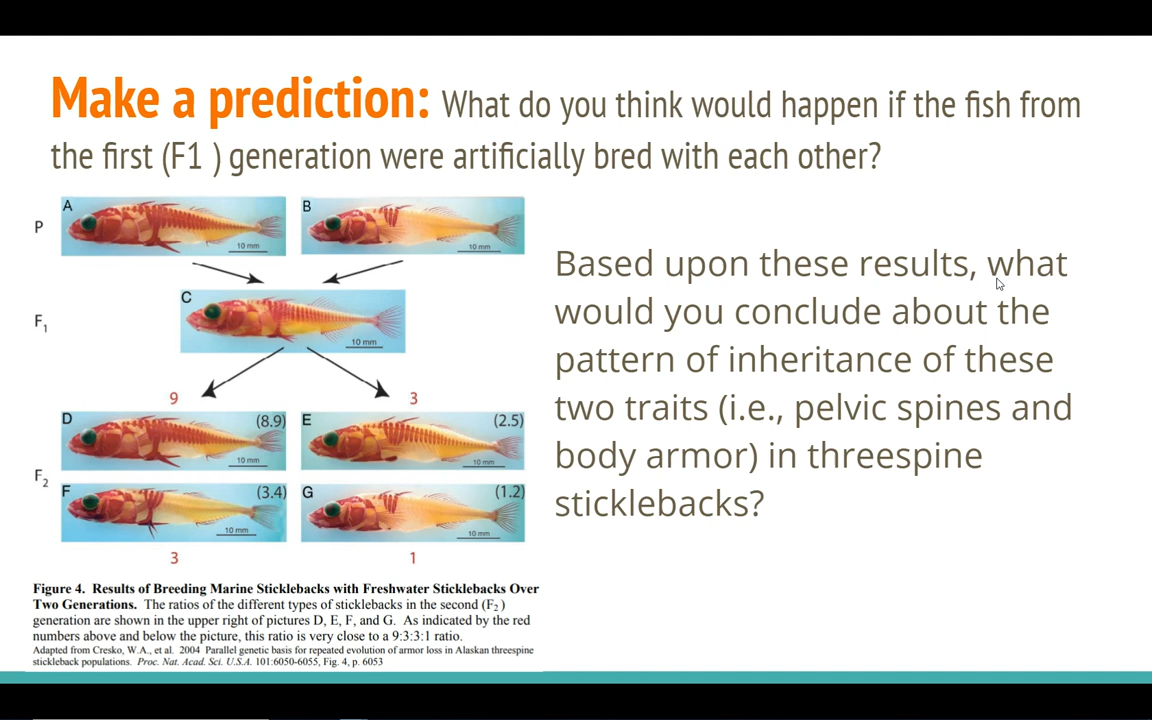 Make a prediction: What do you think would happen if the fish from
the first (F1 ) generation were artificially bred with each other?
P
A
10 mm
B
10 mm
F1
C
10 mm
9
3
F2
D
(8.9)
10 mm
E
(2.5)
10 mm
F
(3.4)
10 mm
G
(1.2)
10 mm
3
1
Based upon these results, what
would you conclude about the
pattern of inheritance of these
two traits (i.e., pelvic spines and
body armor) in threespine
sticklebacks?
Figure 4. Results of Breeding Marine Sticklebacks with Freshwater Sticklebacks Over
Two Generations. The ratios of the different types of sticklebacks in the second (F2)
generation are shown in the upper right of pictures D, E, F, and G. As indicated by the red
numbers above and below the picture, this ratio is very close to a 9:3:3:1 ratio.
Adapted from Cresko, W.A., et al. 2004 Parallel genetic basis for repeated evolution of armor loss in Alaskan threespine
stickleback populations. Proc. Nat. Acad. Sci. U.S.A. 101:6050-6055, Fig. 4, p. 6053